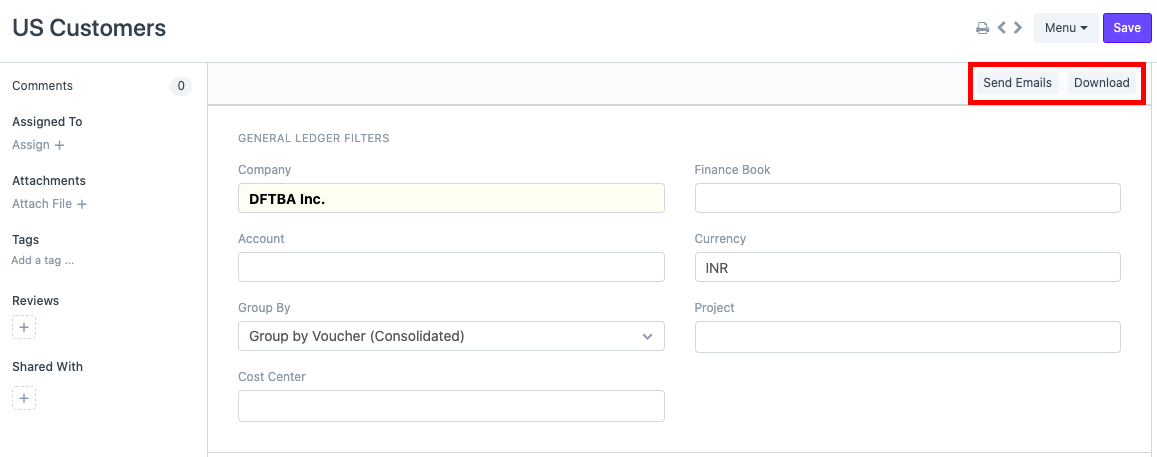 US Customers
Menu
Save
Comments
0
Assigned To
Assign +
Attachments
Attach File +
Tags
Add a tag ...
Reviews
+
Shared With
+
Send Emails
Download
GENERAL LEDGER FILTERS
Company
DFTBA Inc.
Finance Book
Account
Currency
INR
Group By
Group by Voucher (Consolidated)
Project
Cost Center